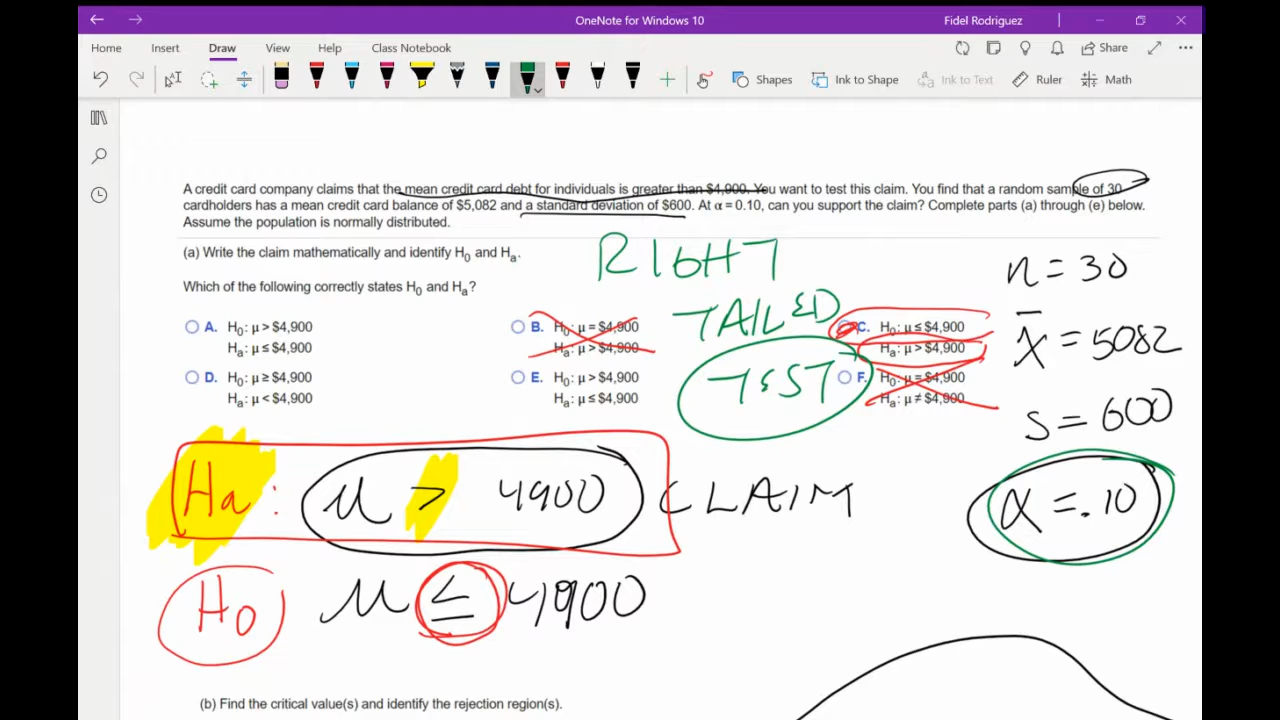 OneNote for Windows 10
Fidel Rodriguez
Home Insert Draw View Help Class Notebook Share
Shapes Ink to Shape Ink to Text Ruler Math
A credit card company claims that the mean credit card debt for individuals is greater than $4,900. You want to test this claim. You find that a random sample of 30
cardholders has a mean credit card balance of $5,082 and a standard deviation of $600. At α = 0.10, can you support the claim? Complete parts (a) through (e) below.
Assume the population is normally distributed.
(a) Write the claim mathematically and identify H₀ and Hₐ.
Which of the following correctly states H₀ and Hₐ?
A. H₀: μ > $4,900
Hₐ: μ ≤ $4,900
B. H₀: μ = $4,900
Hₐ: μ > $4,900
C. H₀: μ ≤ $4,900
Hₐ: μ > $4,900
D. H₀: μ ≥ $4,900
Hₐ: μ < $4,900
E. H₀: μ > $4,900
Hₐ: μ ≤ $4,900
F. H₀: μ = $4,900
Hₐ: μ ≠ $4,900
RIGHT
TAILED
TEST
n = 30
x̄ = 5082
s = 600
α = .10
Ha: μ > 4900 CLAIM
H₀ μ ≤ 4900
(b) Find the critical value(s) and identify the rejection region(s).